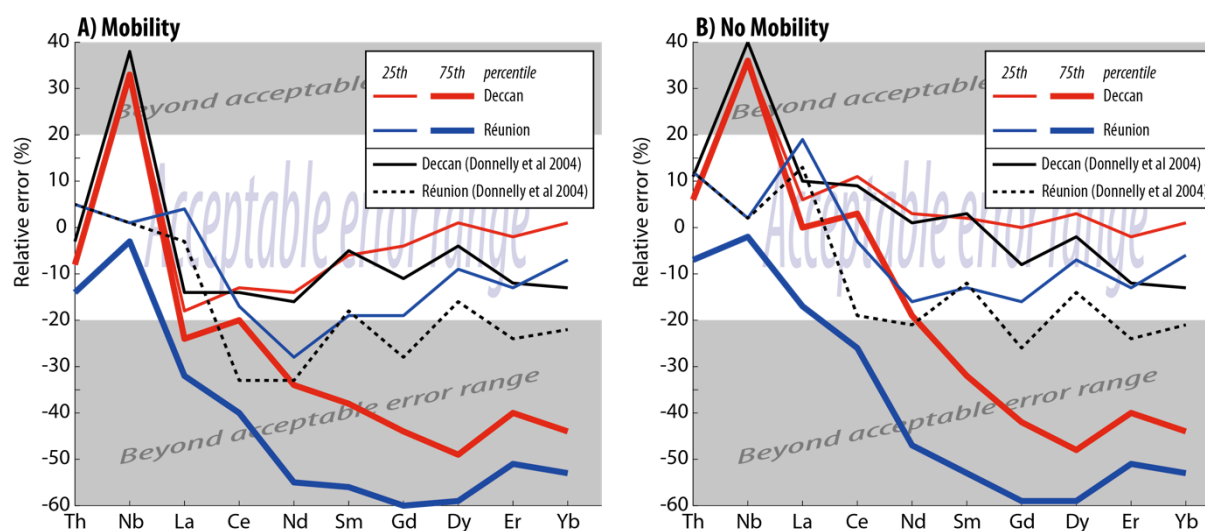 A) Mobility
40
30
20
10
0
-10
-20
-30
-40
-50
-60
Relative error (%)
Beyond acceptable
25th 75th percentile
Deccan
Réunion
Deccan (Donnelly et al 2004)
Réunion (Donnelly et al 2004)
Acceptable error range
Beyond acceptable error range
Th Nb La Ce Nd Sm Gd Dy Er Yb
B) No Mobility
40
30
20
10
0
-10
-20
-30
-40
-50
-60
Relative error (%)
Beyond acceptable
25th 75th percentile
Deccan
Réunion
Deccan (Donnelly et al 2004)
Réunion (Donnelly et al 2004)
Acceptable error range
Beyond acceptable error range
Th Nb La Ce Nd Sm Gd Dy Er Yb